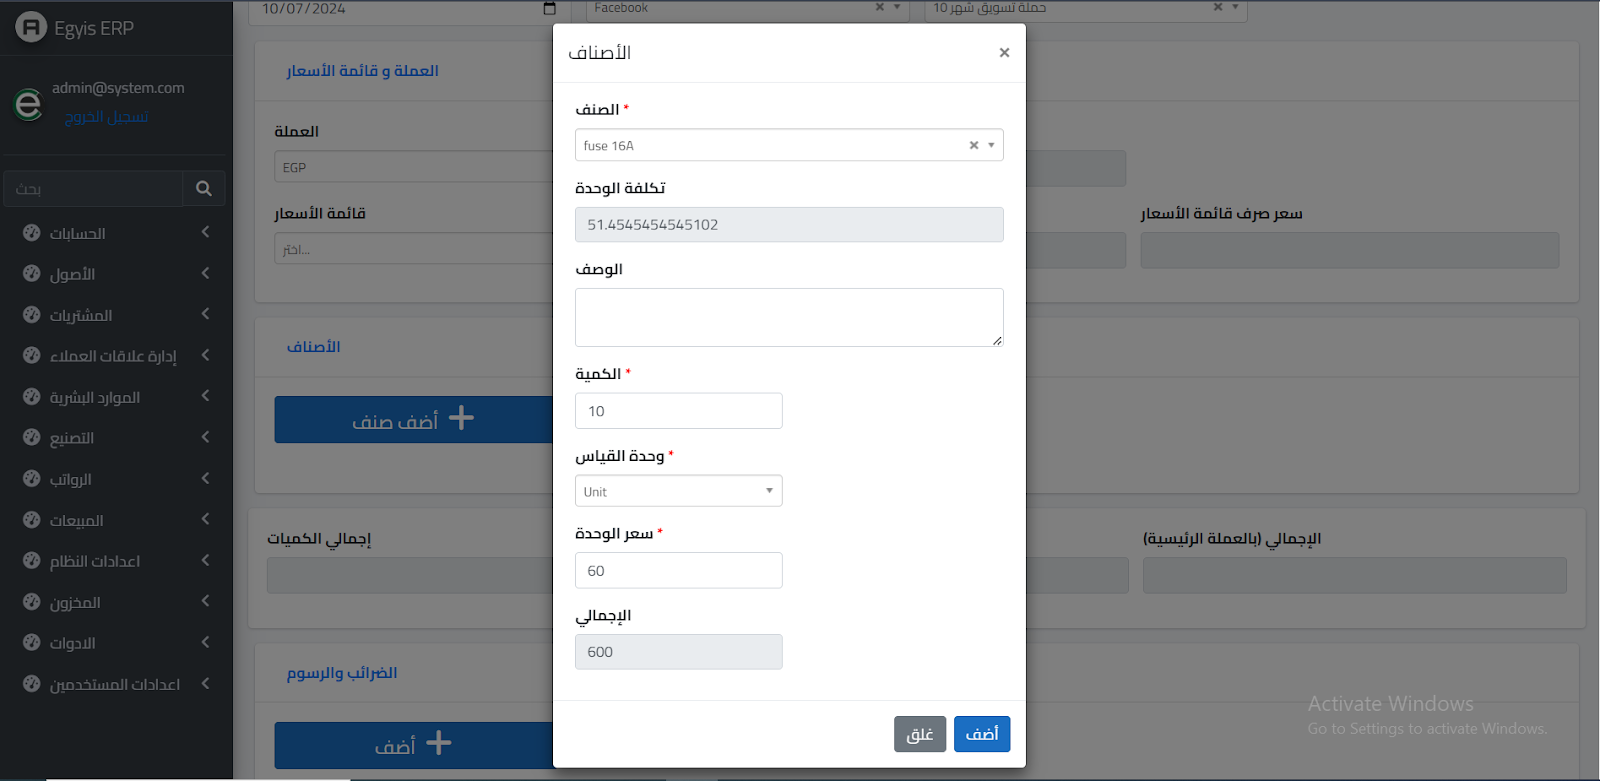 Egyis ERP
admin@system.com
تسجيل الخروج
بحث
الحسابات
الأصول
المشتريات
إدارة علاقات العملاء
الموارد البشرية
التصنيع
الرواتب
المبيعات
اعدادات النظام
المخزون
الادوات
اعدادات المستخدمين
10/07/2024
Facebook
حملة تسويق شهر 10
العملة و قائمة الأسعار
العملة
EGP
قائمة الأسعار
اختر...
سعر صرف قائمة الأسعار
الأصناف
أضف صنف
إجمالي الكميات
الإجمالي (بالعملة الرئيسية)
الضرائب والرسوم
أضف
الأصناف
×
الصنف *
fuse 16A
تكلفة الوحدة
51.4545454545102
الوصف
الكمية *
10
وحدة القياس *
Unit
سعر الوحدة *
60
الإجمالي
600
غلق
أضف
Activate Windows
Go to Settings to activate Windows.